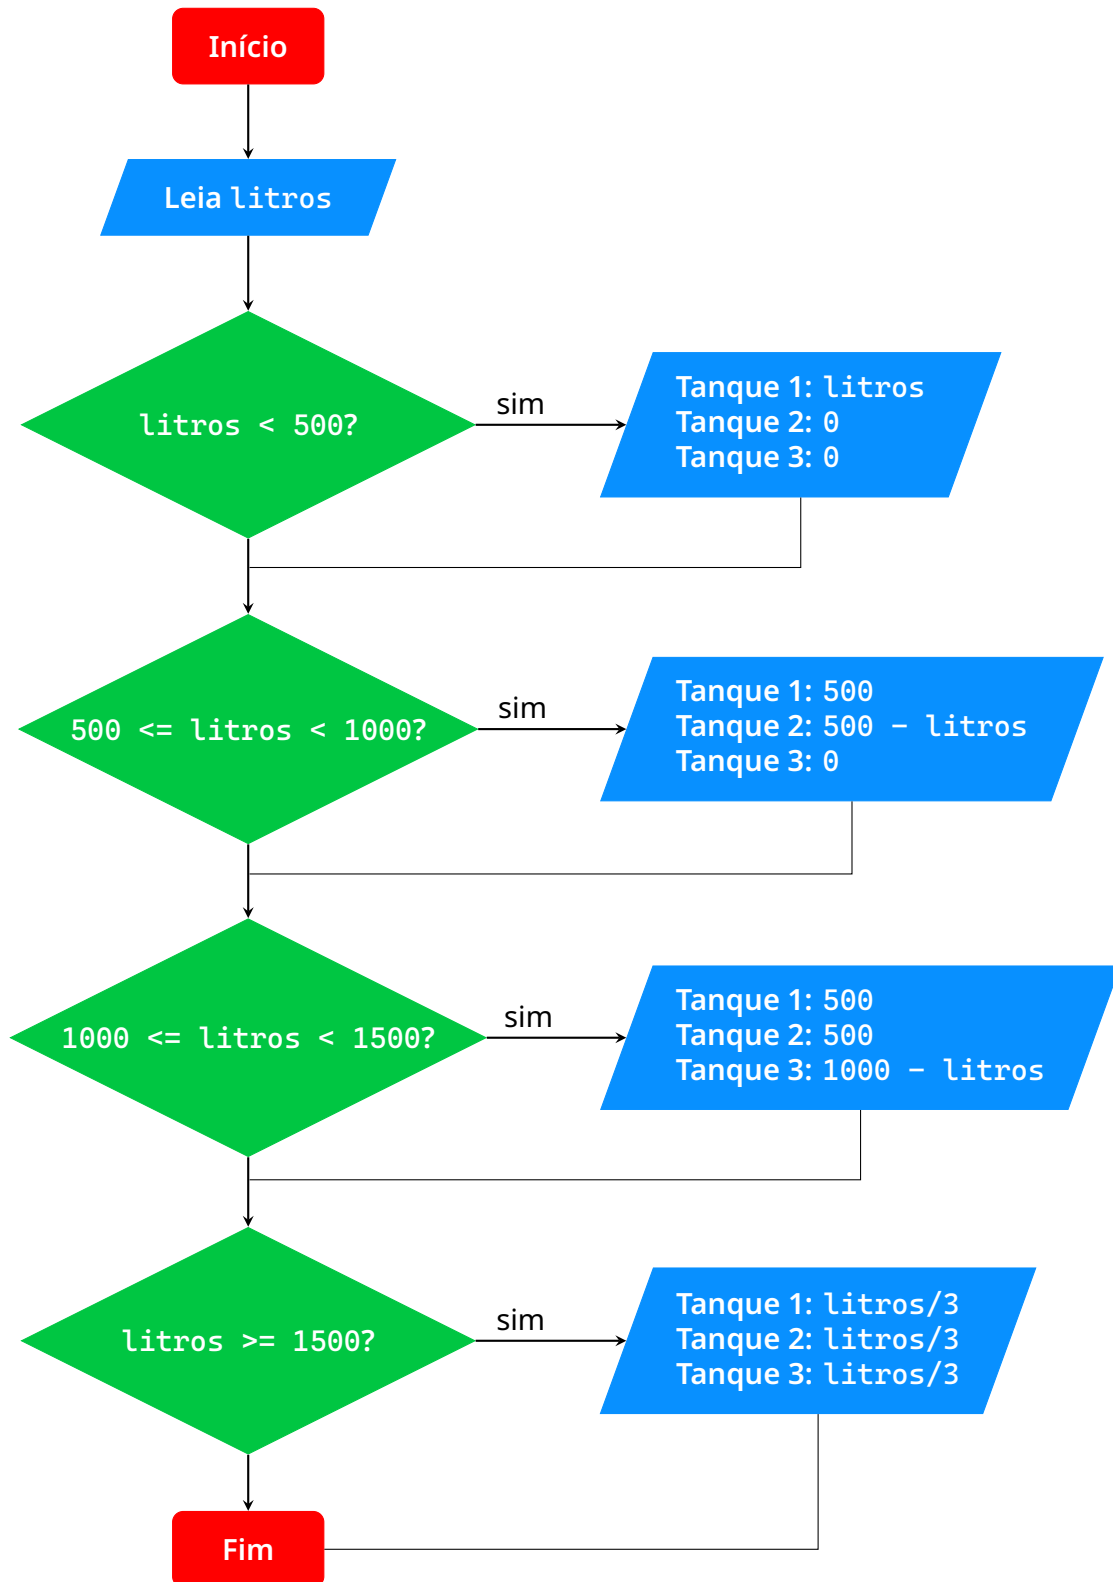 Início
Leia litros
litros < 500?
sim
Tanque 1: litros
Tanque 2: 0
Tanque 3: 0
500 <= litros < 1000?
sim
Tanque 1: 500
Tanque 2: 500 - litros
Tanque 3: 0
1000 <= litros < 1500?
sim
Tanque 1: 500
Tanque 2: 500
Tanque 3: 1000 - litros
litros >= 1500?
sim
Tanque 1: litros/3
Tanque 2: litros/3
Tanque 3: litros/3
Fim